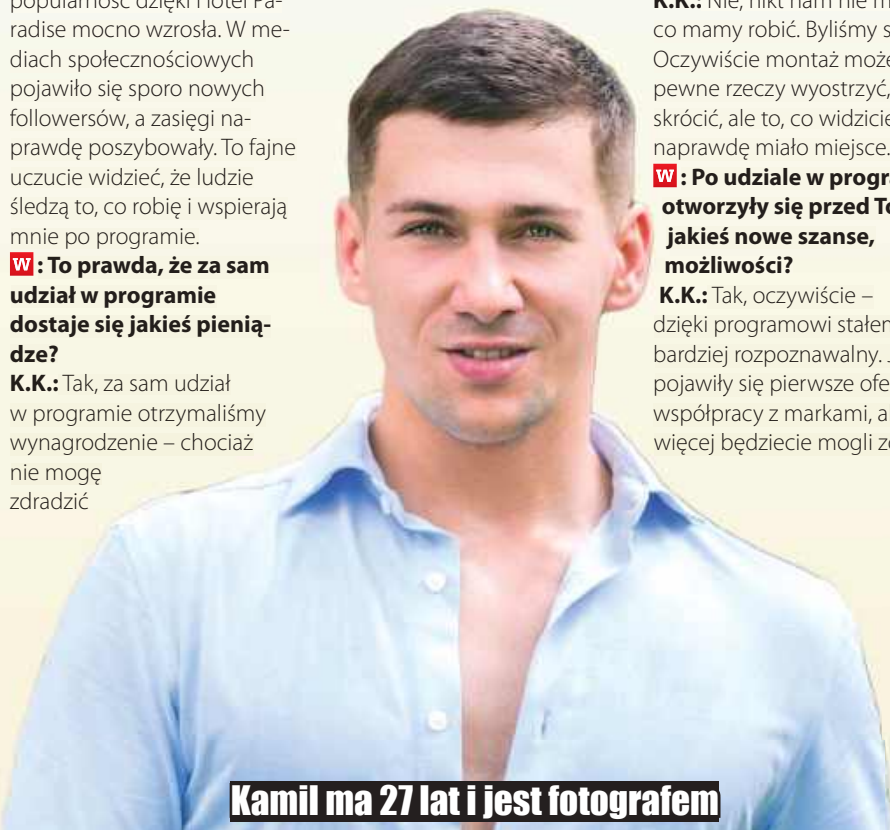 popularność dzięki Hotel Pa-
radise mocno wzrosła. W me-
diach społecznościowych
pojawiło się sporo nowych
followersów, a zasięgi na-
prawdę poszybowały. To fajne
uczucie widzieć, że ludzie
śledzą to, co robię i wspierają
mnie po programie.
W : To prawda, że za sam
udział w programie
dostaje się jakieś pienią-
dze?
K.K.: Tak, za sam udział
w programie otrzymaliśmy
wynagrodzenie – chociaż
nie mogę
zdradzić
K.K.: Nie, nikt nam nie
co mamy robić. Byliśmy
Oczywiście montaż może
pewne rzeczy wyostrzyć,
skrócić, ale to, co widzicie
naprawdę miało miejsce.
W : Po udziale w
otworzyły się przed
jakieś nowe szanse,
możliwości?
K.K.: Tak, oczywiście –
dzięki programowi
bardziej rozpoznawalny.
pojawiły się pierwsze
współpracy z markami, a
więcej będziecie mogli
Kamil ma 27 lat i jest fotografem